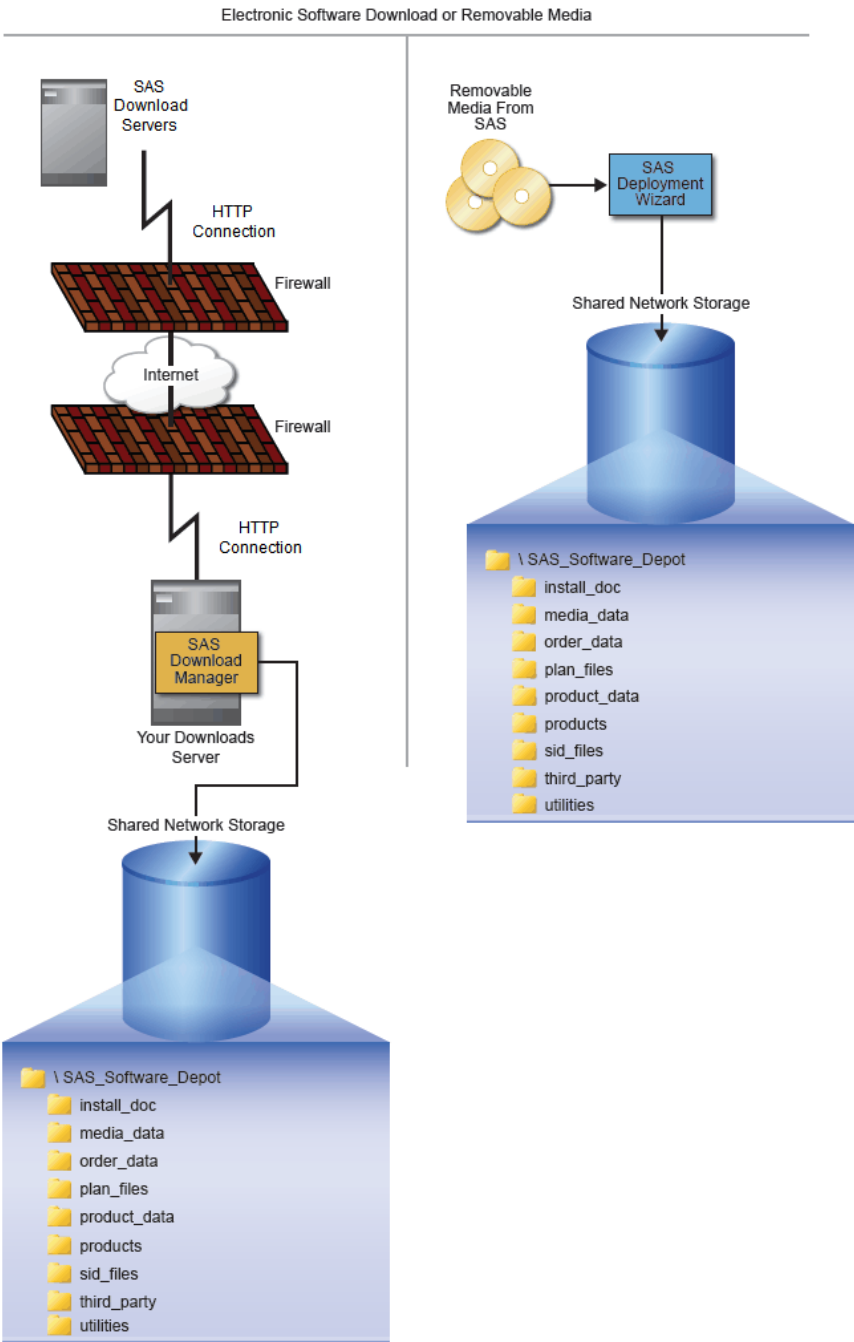 Electronic Software Download or Removable Media
SAS
Download
Servers
HTTP
Connection
Firewall
Internet
Firewall
HTTP
Connection
SAS
Download
Manager
Your Downloads
Server
Shared Network Storage
\ SAS_Software_Depot
install_doc
media_data
order_data
plan_files
product_data
products
sid_files
third_party
utilities
Removable
Media From
SAS
SAS
Deployment
Wizard
Shared Network Storage
\ SAS_Software_Depot
install_doc
media_data
order_data
plan_files
product_data
products
sid_files
third_party
utilities